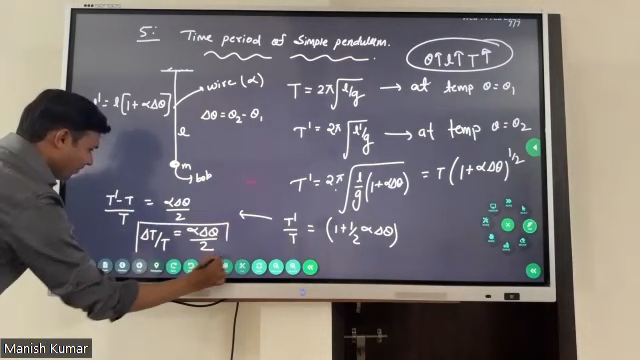 5: Time period of Simple pendulum.
θ↑ l↑ T↑
l' = l[1+αΔθ]
wire (α)
Δθ = θ₂ - θ₁
l
m
bob
T = 2π√(l/g) → at temp θ = θ₁
T' = 2π√(l'/g) → at temp θ = θ₂
T' = 2π√(l/g (1+αΔθ)) = T(1+αΔθ)^1/2
T'/T = (1+1/2 αΔθ)
(T'-T)/T = αΔθ/2
ΔT/T = αΔθ/2
Manish Kumar